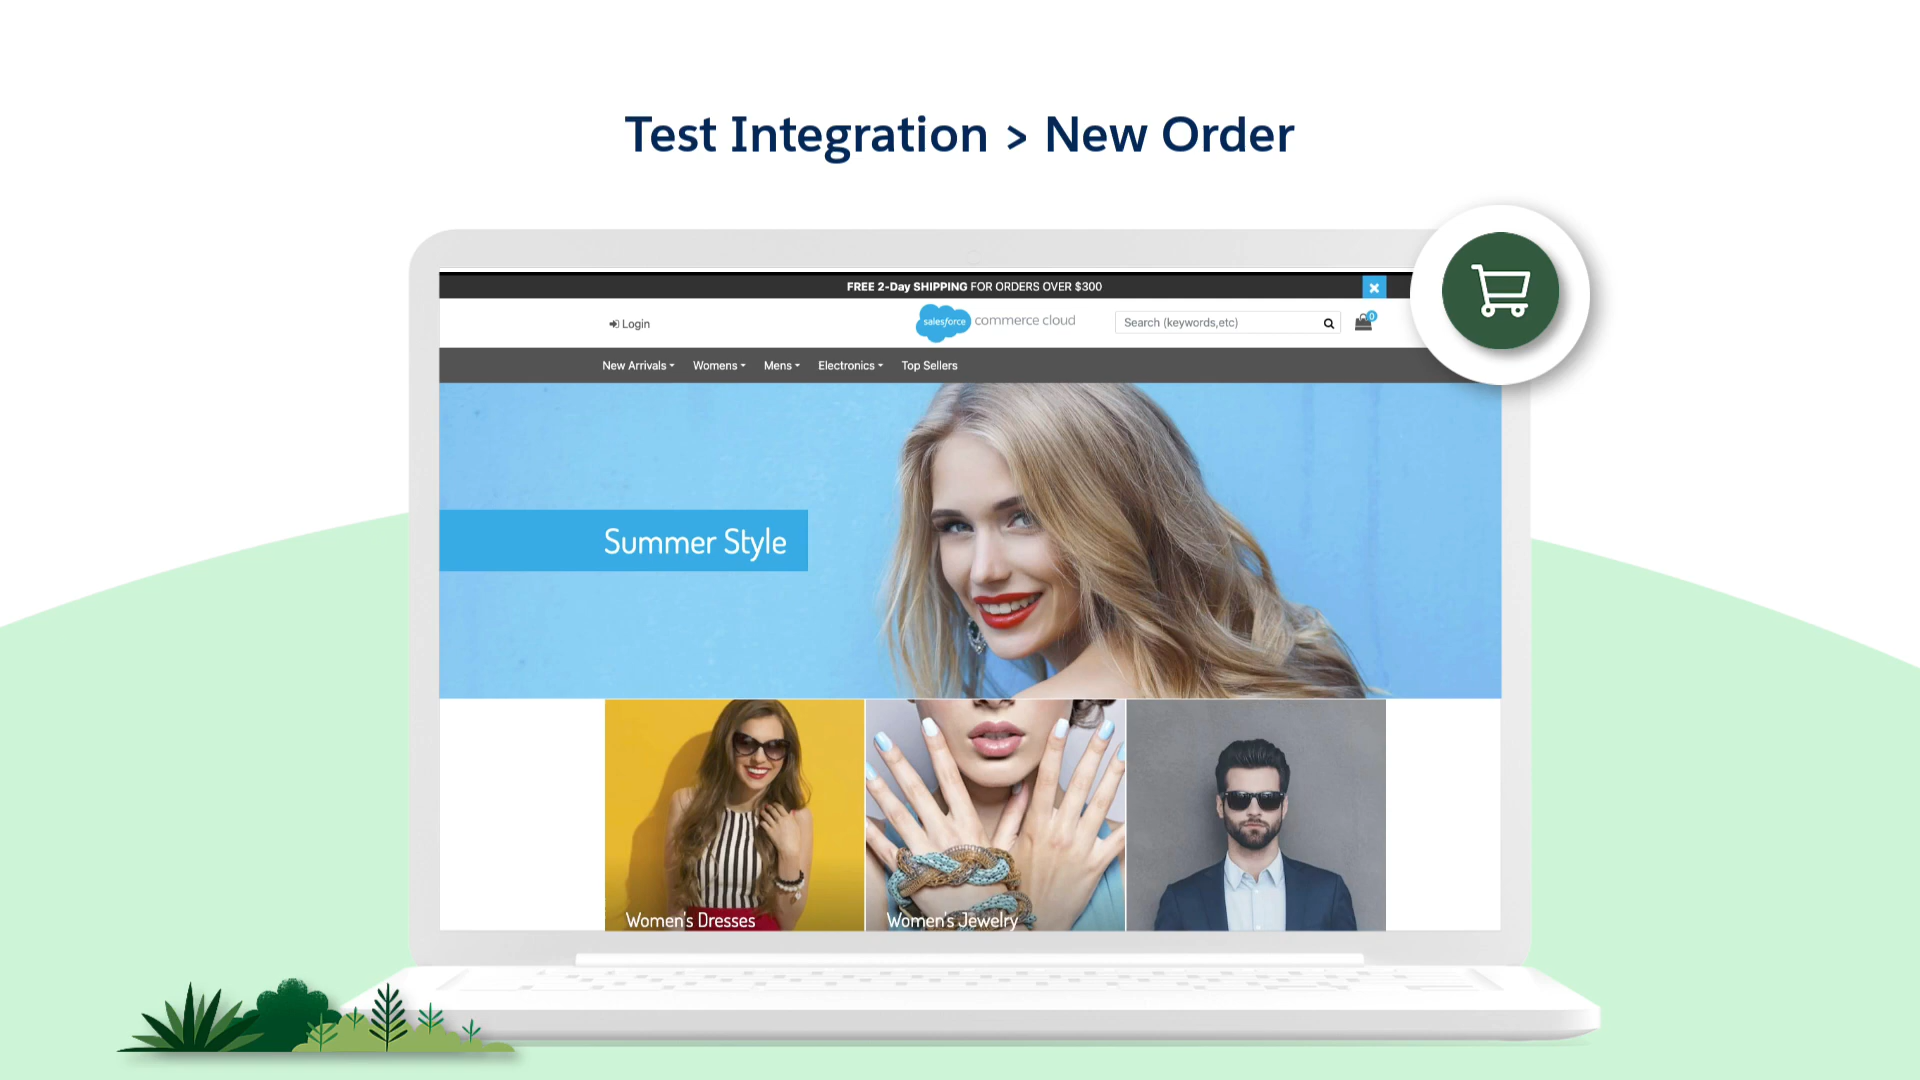 Test Integration > New Order
FREE 2-Day SHIPPING FOR ORDERS OVER $300
Login
salesforce commerce cloud
Search (keywords,etc)
0
New Arrivals Womens Mens Electronics Top Sellers
Summer Style
Women's Dresses
Women's Jewelry